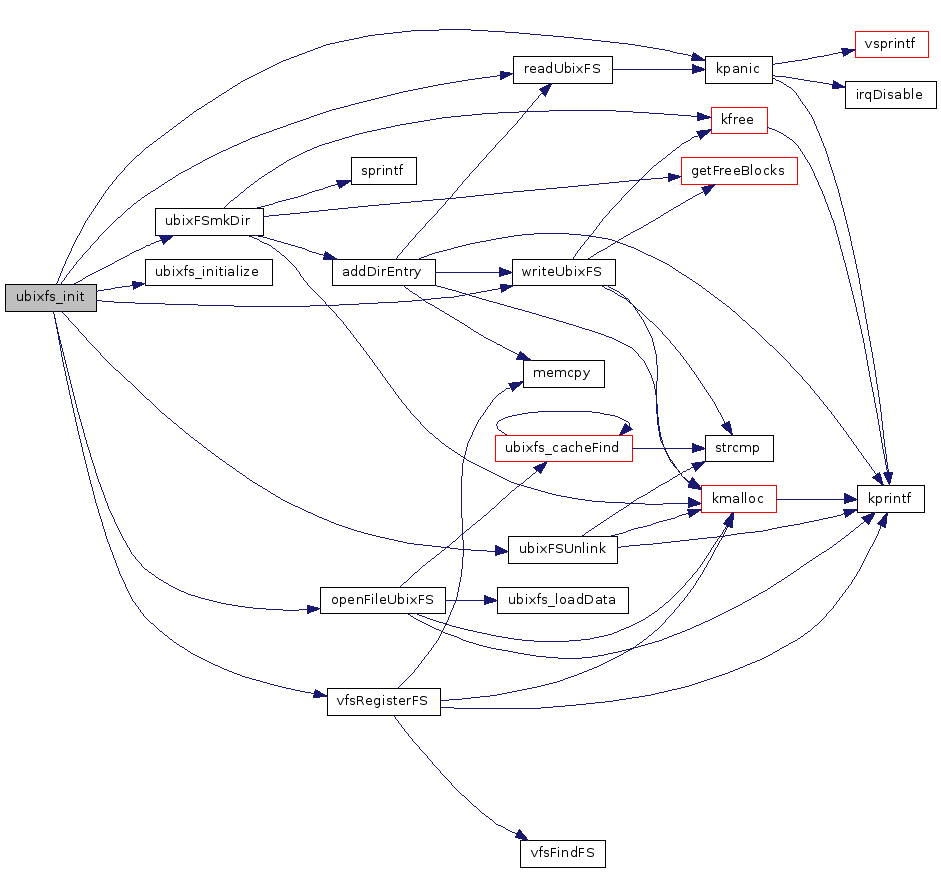 vsprintf
readUbixFS
kpanic
irqDisable
kfree
sprintf
getFreeBlocks
ubixFSmkDir
ubixfs_initialize
addDirEntry
writeUbixFS
ubixfs_init
memcpy
ubixfs_cacheFind
strcmp
kmalloc
kprintf
ubixFSUnlink
openFileUbixFS
ubixfs_loadData
vfsRegisterFS
vfsFindFS